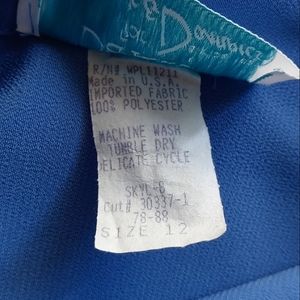 R/N# WPL11211
Made in U.S.A.
IMPORTED FABRIC
100% POLYESTER
MACHINE WASH
TUMBLE DRY
DELICATE CYCLE
SKYL-B
Cut# 30337-1
78-88
SIZE 12